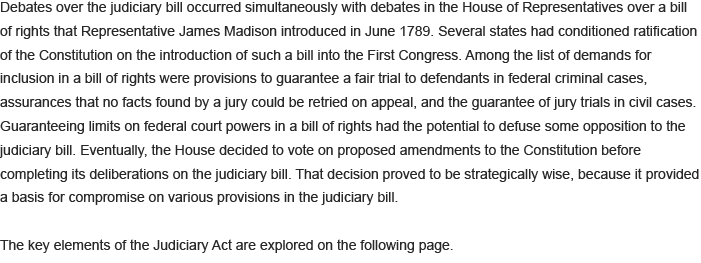 Debates over the judiciary bill occurred simultaneously with debates in the House of Representatives over a bill
of rights that Representative James Madison introduced in June 1789. Several states had conditioned ratification
of the Constitution on the introduction of such a bill into the First Congress. Among the list of demands for
inclusion in a bill of rights were provisions to guarantee a fair trial to defendants in federal criminal cases,
assurances that no facts found by a jury could be retried on appeal, and the guarantee of jury trials in civil cases.
Guaranteeing limits on federal court powers in a bill of rights had the potential to defuse some opposition to the
judiciary bill. Eventually, the House decided to vote on proposed amendments to the Constitution before
completing its deliberations on the judiciary bill. That decision proved to be strategically wise, because it provided
a basis for compromise on various provisions in the judiciary bill.
The key elements of the Judiciary Act are explored on the following page.